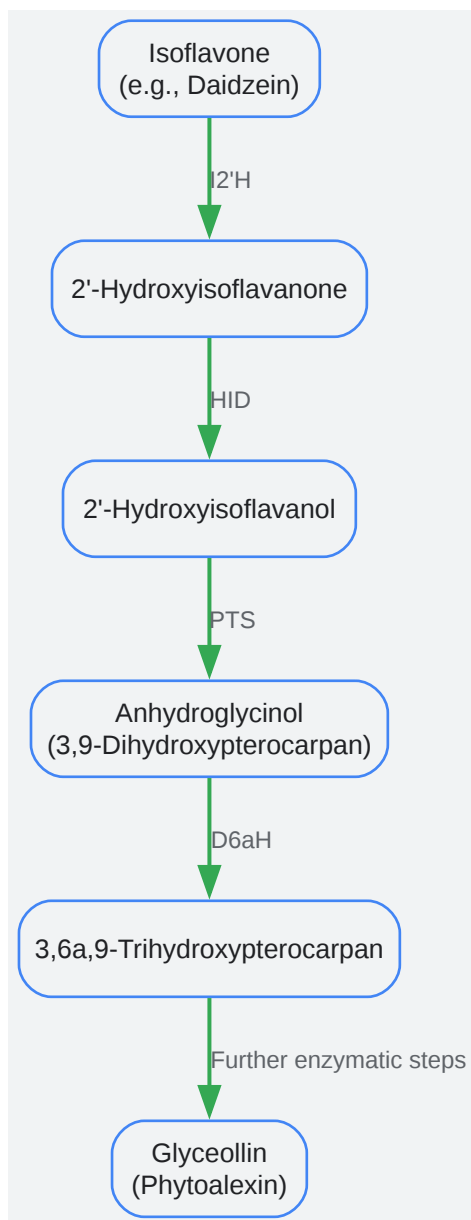 Isoflavone
(e.g., Daidzein)
I2'H
2'-Hydroxyisoflavanone
HID
2'-Hydroxyisoflavanol
PTS
Anhydroglycinol
(3,9-Dihydroxypterocarpan)
D6aH
3,6a,9-Trihydroxypterocarpan
Further enzymatic steps
Glyceollin
(Phytoalexin)